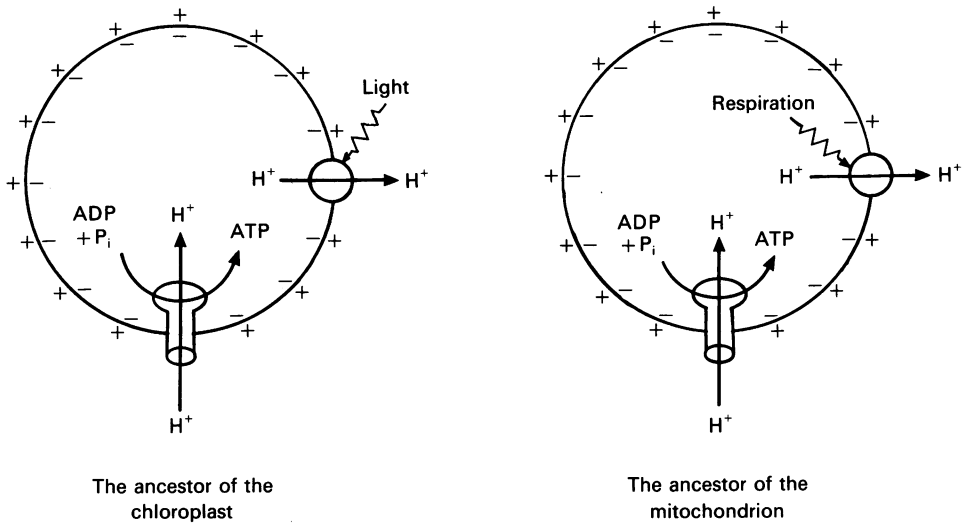 Light
H⁺ H⁺
ADP
+ Pᵢ
H⁺
ATP
H⁺
The ancestor of the
chloroplast
Respiration
H⁺ H⁺
ADP
+ Pᵢ
H⁺
ATP
H⁺
The ancestor of the
mitochondrion